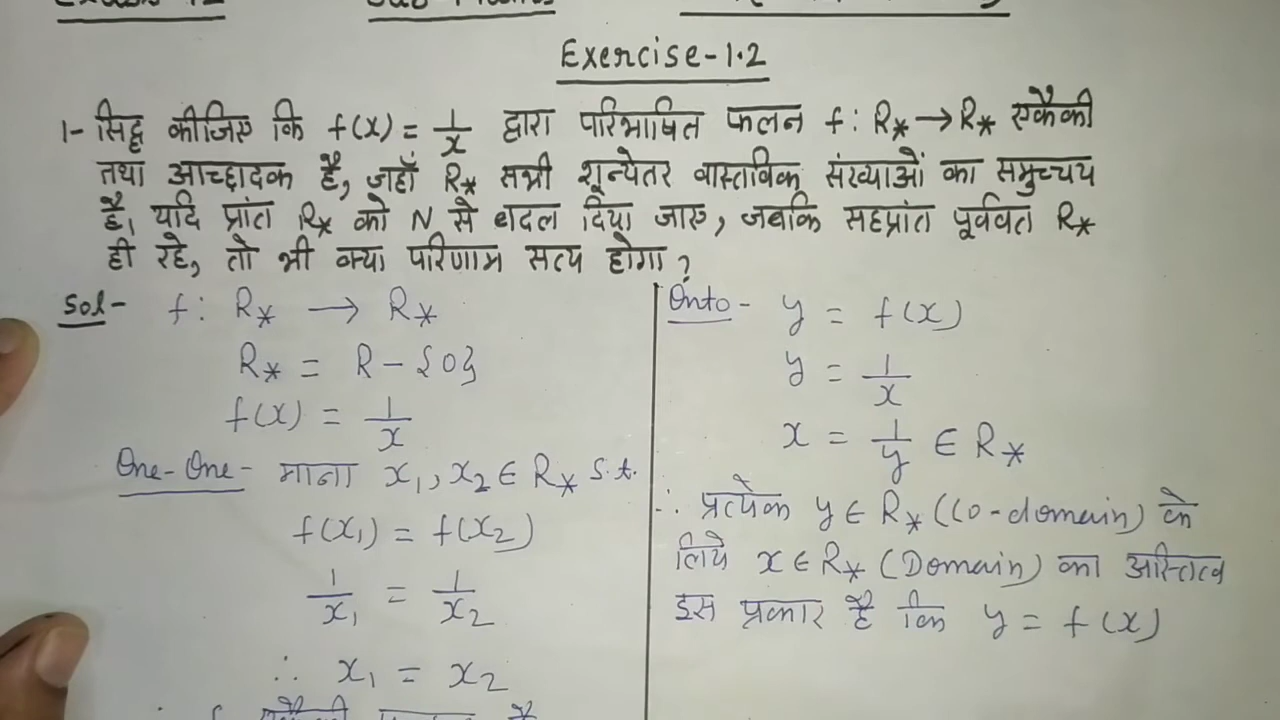 Exercise-1.2
1- सिद्ध कीजिए कि f(x) = 1/x द्वारा परिभाषित फलन f: R* → R* एकैकी
तथा आच्छादक है, जहाँ R* सभी शून्येतर वास्तविक संख्याओं का समुच्चय
है। यदि प्रांत R* को N से बदल दिया जाए, जबकि सहप्रांत पूर्ववत R*
ही रहे, तो भी क्या परिणाम सत्य होगा?
Sol- f: R* → R*
R* = R - {0}
f(x) = 1/x
One-One- माना x₁, x₂ ∈ R* s.t.
f(x₁) = f(x₂)
1/x₁ = 1/x₂
∴ x₁ = x₂
Onto- y = f(x)
y = 1/x
x = 1/y ∈ R*
∴ प्रत्येक y ∈ R* (Co-domain) के
लिये x ∈ R* (Domain) का अस्तित्व
इस प्रकार है कि y = f(x)